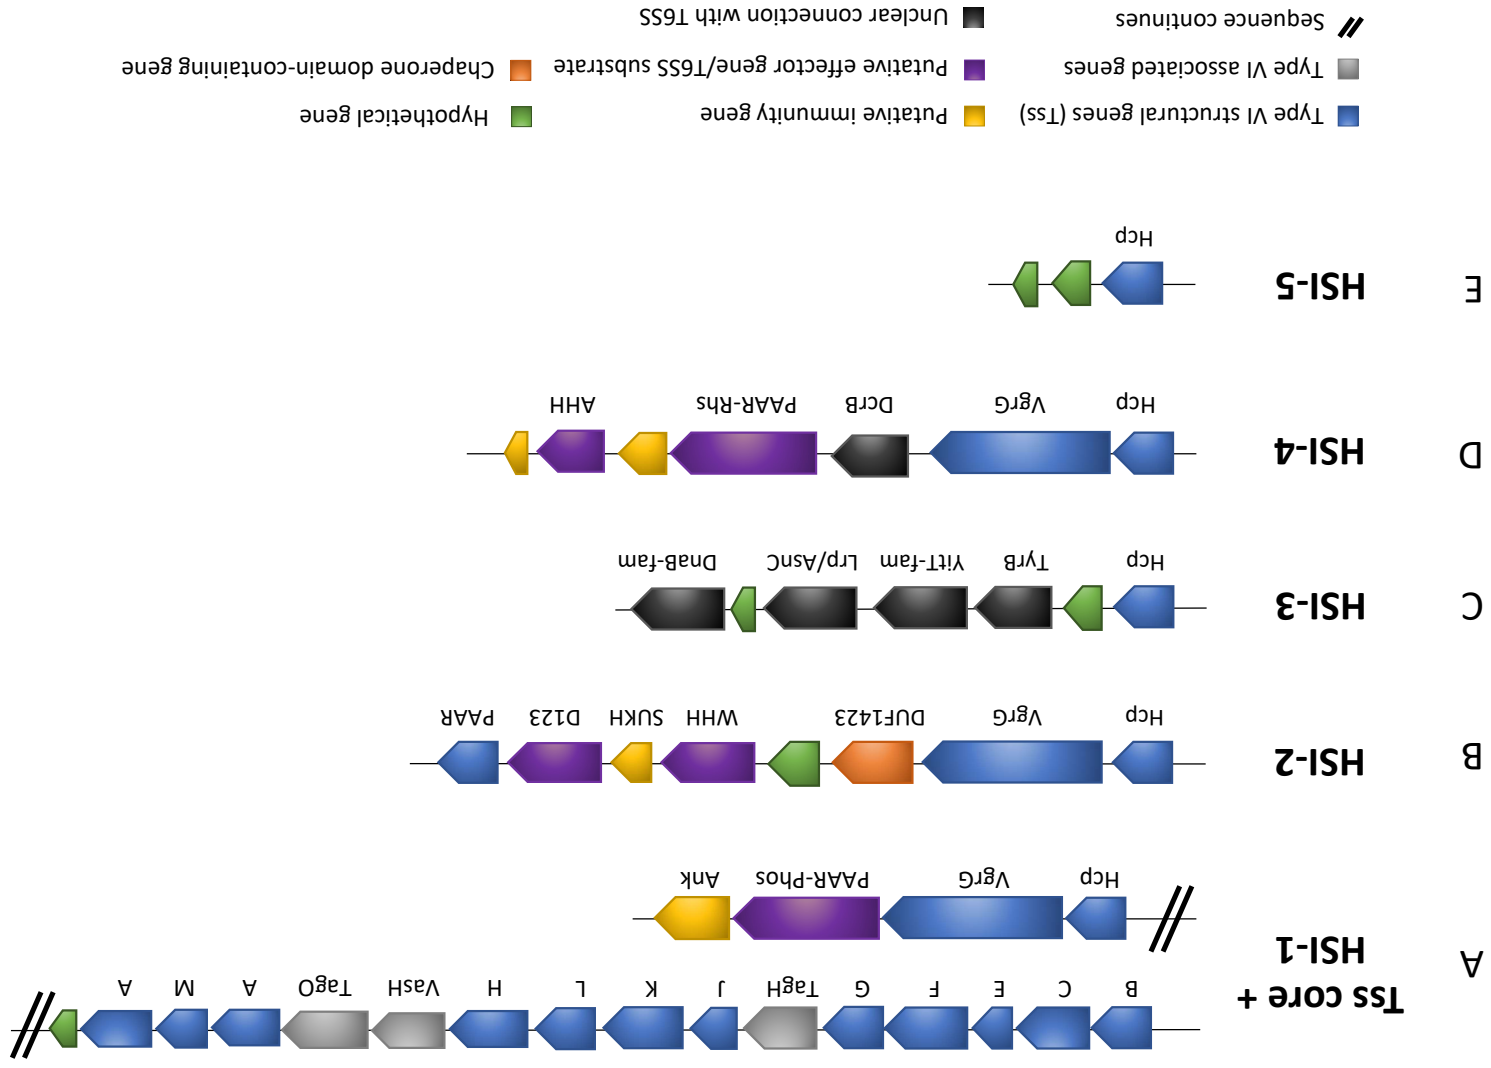 A
Tss core +
HSI-1
B C E F G TagH J K L H VasH TagO A M A
Hcp VgrG PAAR-Phos Ank
B
HSI-2
Hcp VgrG DUF1423 WHH SUKH D123 PAAR
C
HSI-3
Hcp TyrB YitT-fam Lrp/AsnC DnaB-fam
D
HSI-4
Hcp VgrG DcrB PAAR-Rhs AHH
E
HSI-5
Hcp
Type VI structural genes (Tss) Putative immunity gene Hypothetical gene
Type VI associated genes Putative effector gene/T6SS substrate Chaperone domain-containing gene
Sequence continues Unclear connection with T6SS